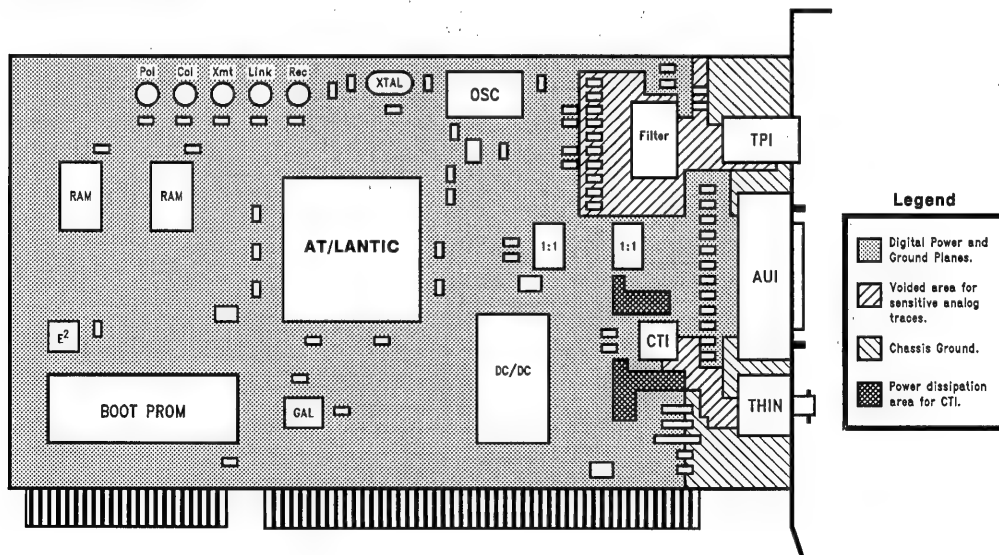 Pol Col Xmt Link Rec
XTAL
OSC
Filter
TPI
RAM
RAM
AT/LANTIC
1:1
1:1
AUI
E2
CTI
DC/DC
BOOT PROM
GAL
THIN
Legend
Digital Power and
Ground Planes.
Voided area for
sensitive analog
traces.
Chassis Ground.
Power dissipation
area for CTI.